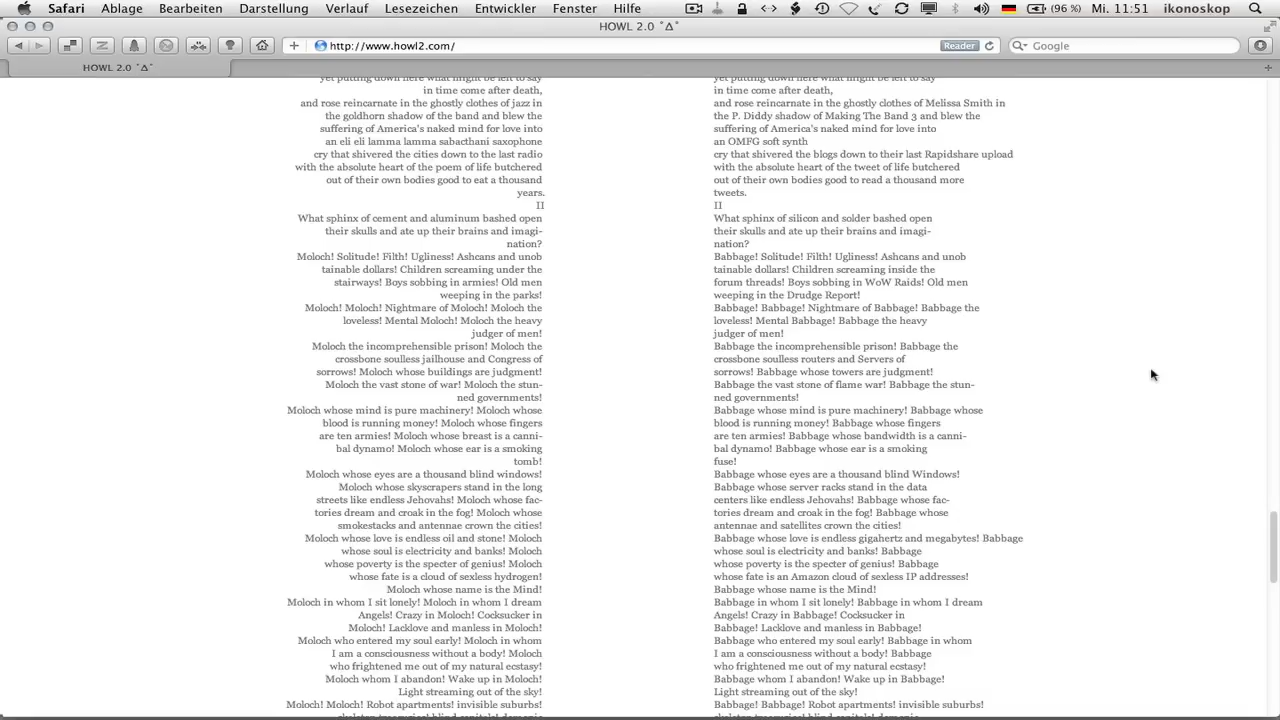 Safari Ablage Bearbeiten Darstellung Verlauf Lesezeichen Entwickler Fenster Hilfe (96 %) Mi. 11:51 ikonoskop
HOWL 2.0 ˚∆˚
http://www.howl2.com/ Reader Google
HOWL 2.0 ˚∆˚
yet putting down here what might be left to say
in time come after death,
and rose reincarnate in the ghostly clothes of jazz in
the goldhorn shadow of the band and blew the
suffering of America's naked mind for love into
an eli eli lamma lamma sabacthani saxophone
cry that shivered the cities down to the last radio
with the absolute heart of the poem of life butchered
out of their own bodies good to eat a thousand
years.
II
What sphinx of cement and aluminum bashed open
their skulls and ate up their brains and imagi-
nation?
Moloch! Solitude! Filth! Ugliness! Ashcans and unob
tainable dollars! Children screaming under the
stairways! Boys sobbing in armies! Old men
weeping in the parks!
Moloch! Moloch! Nightmare of Moloch! Moloch the
loveless! Mental Moloch! Moloch the heavy
judger of men!
Moloch the incomprehensible prison! Moloch the
crossbone soulless jailhouse and Congress of
sorrows! Moloch whose buildings are judgment!
Moloch the vast stone of war! Moloch the stun-
ned governments!
Moloch whose mind is pure machinery! Moloch whose
blood is running money! Moloch whose fingers
are ten armies! Moloch whose breast is a canni-
bal dynamo! Moloch whose ear is a smoking
tomb!
Moloch whose eyes are a thousand blind windows!
Moloch whose skyscrapers stand in the long
streets like endless Jehovahs! Moloch whose fac-
tories dream and croak in the fog! Moloch whose
smokestacks and antennae crown the cities!
Moloch whose love is endless oil and stone! Moloch
whose soul is electricity and banks! Moloch
whose poverty is the specter of genius! Moloch
whose fate is a cloud of sexless hydrogen!
Moloch whose name is the Mind!
Moloch in whom I sit lonely! Moloch in whom I dream
Angels! Crazy in Moloch! Cocksucker in
Moloch! Lacklove and manless in Moloch!
Moloch who entered my soul early! Moloch in whom
I am a consciousness without a body! Moloch
who frightened me out of my natural ecstasy!
Moloch whom I abandon! Wake up in Moloch!
Light streaming out of the sky!
Moloch! Moloch! Robot apartments! invisible suburbs!
skeleton treasuries! blind capitals! demonic
yet putting down here what might be left to say
in time come after death,
and rose reincarnate in the ghostly clothes of Melissa Smith in
the P. Diddy shadow of Making The Band 3 and blew the
suffering of America's naked mind for love into
an OMFG soft synth
cry that shivered the blogs down to their last Rapidshare upload
with the absolute heart of the tweet of life butchered
out of their own bodies good to read a thousand more
tweets.
II
What sphinx of silicon and solder bashed open
their skulls and ate up their brains and imagi-
nation?
Babbage! Solitude! Filth! Ugliness! Ashcans and unob
tainable dollars! Children screaming inside the
forum threads! Boys sobbing in WoW Raids! Old men
weeping in the Drudge Report!
Babbage! Babbage! Nightmare of Babbage! Babbage the
loveless! Mental Babbage! Babbage the heavy
judger of men!
Babbage the incomprehensible prison! Babbage the
crossbone soulless routers and Servers of
sorrows! Babbage whose towers are judgment!
Babbage the vast stone of flame war! Babbage the stun-
ned governments!
Babbage whose mind is pure machinery! Babbage whose
blood is running money! Babbage whose fingers
are ten armies! Babbage whose bandwidth is a canni-
bal dynamo! Babbage whose ear is a smoking
fuse!
Babbage whose eyes are a thousand blind Windows!
Babbage whose server racks stand in the data
centers like endless Jehovahs! Babbage whose fac-
tories dream and croak in the fog! Babbage whose
antennae and satellites crown the cities!
Babbage whose love is endless gigahertz and megabytes! Babbage
whose soul is electricity and banks! Babbage
whose poverty is the specter of genius! Babbage
whose fate is an Amazon cloud of sexless IP addresses!
Babbage whose name is the Mind!
Babbage in whom I sit lonely! Babbage in whom I dream
Angels! Crazy in Babbage! Cocksucker in
Babbage! Lacklove and manless in Babbage!
Babbage who entered my soul early! Babbage in whom
I am a consciousness without a body! Babbage
who frightened me out of my natural ecstasy!
Babbage whom I abandon! Wake up in Babbage!
Light streaming out of the sky!
Babbage! Babbage! Robot apartments! invisible suburbs!
skeleton treasuries! blind capitals! demonic